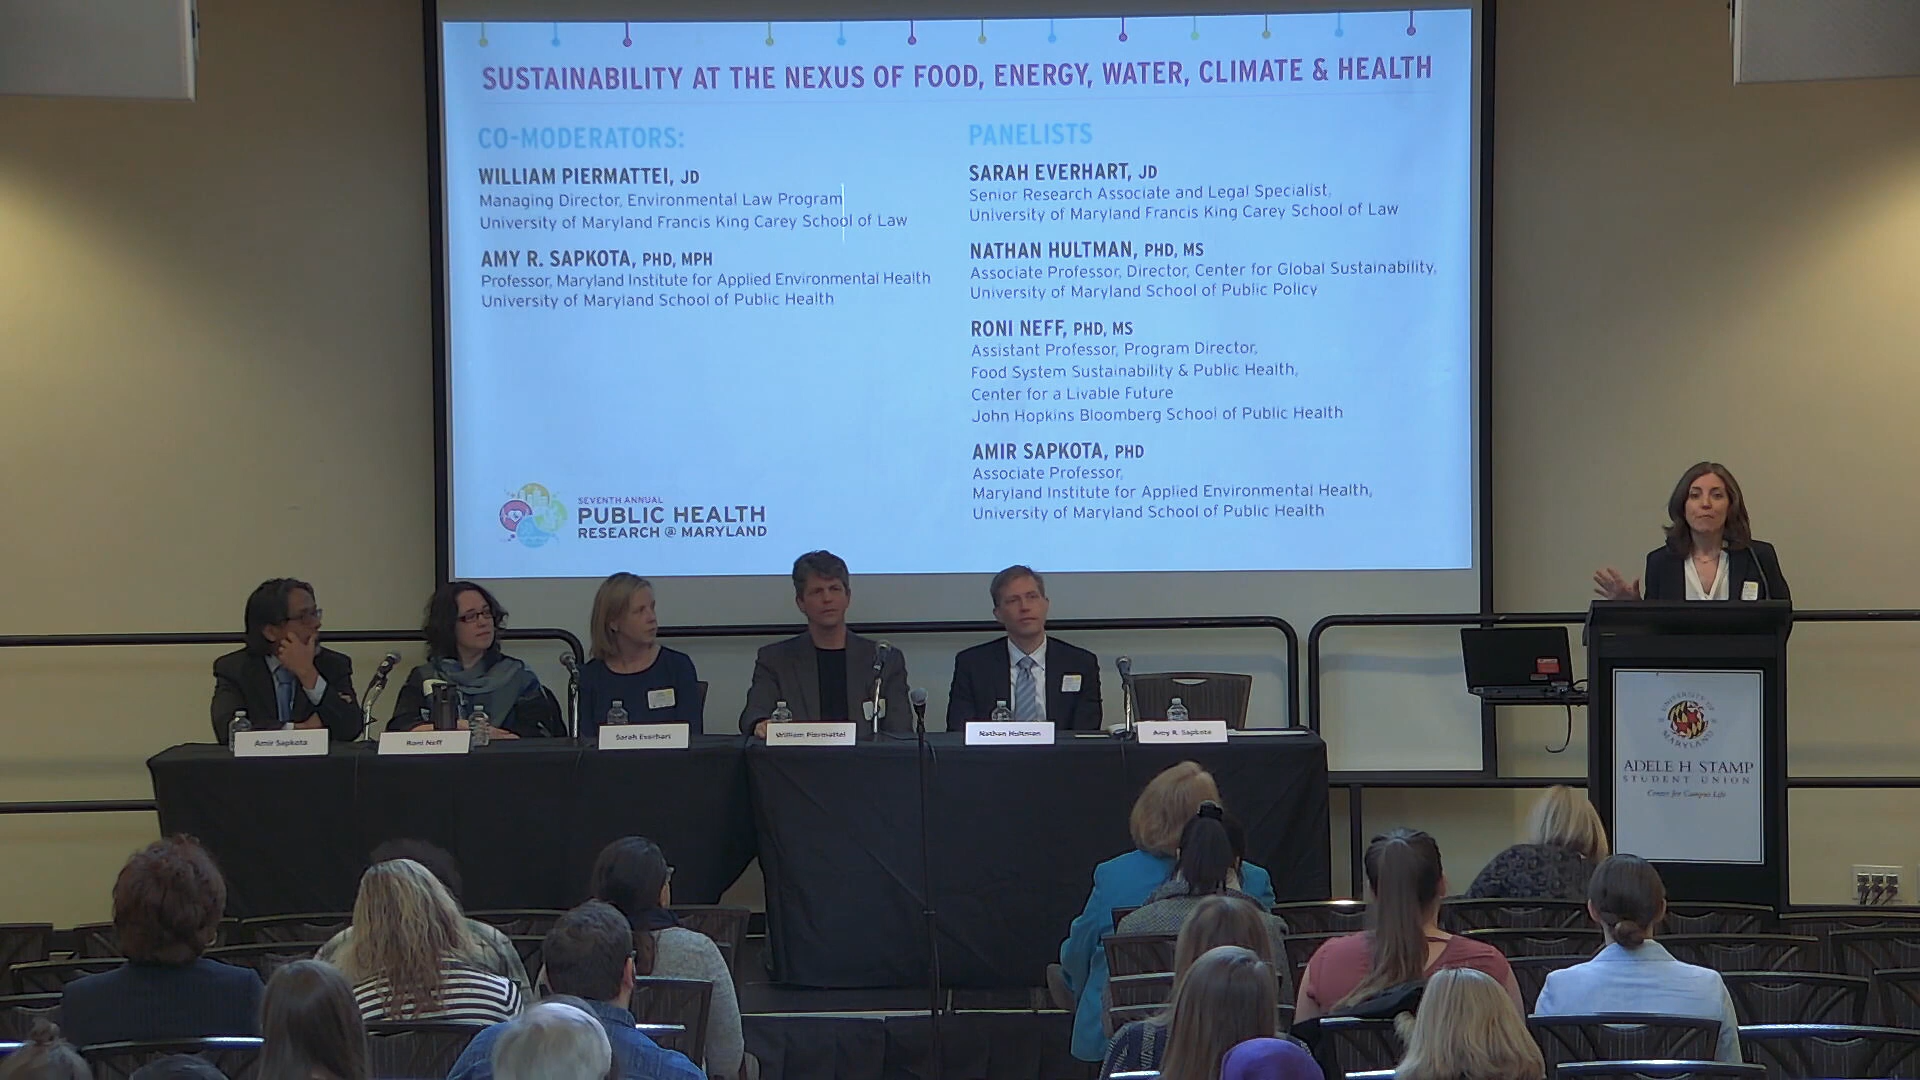 SUSTAINABILITY AT THE NEXUS OF FOOD, ENERGY, WATER, CLIMATE & HEALTH
CO-MODERATORS:
WILLIAM PIERMATTEI, JD
Managing Director, Environmental Law Program
University of Maryland Francis King Carey School of Law
AMY R. SAPKOTA, PHD, MPH
Professor, Maryland Institute for Applied Environmental Health
University of Maryland School of Public Health
PANELISTS
SARAH EVERHART, JD
Senior Research Associate and Legal Specialist,
University of Maryland Francis King Carey School of Law
NATHAN HULTMAN, PHD, MS
Associate Professor, Director, Center for Global Sustainability,
University of Maryland School of Public Policy
RONI NEFF, PHD, MS
Assistant Professor, Program Director,
Food System Sustainability & Public Health,
Center for a Livable Future
John Hopkins Bloomberg School of Public Health
AMIR SAPKOTA, PHD
Associate Professor,
Maryland Institute for Applied Environmental Health,
University of Maryland School of Public Health
SEVENTH ANNUAL
PUBLIC HEALTH
RESEARCH @ MARYLAND
Amir Sapkota
Roni Neff
Sarah Everhart
William Piermattei
Nathan Hultman
Amy R. Sapkota
UNIVERSITY OF
MARYLAND
ADELE H STAMP
STUDENT UNION
Center for Campus Life